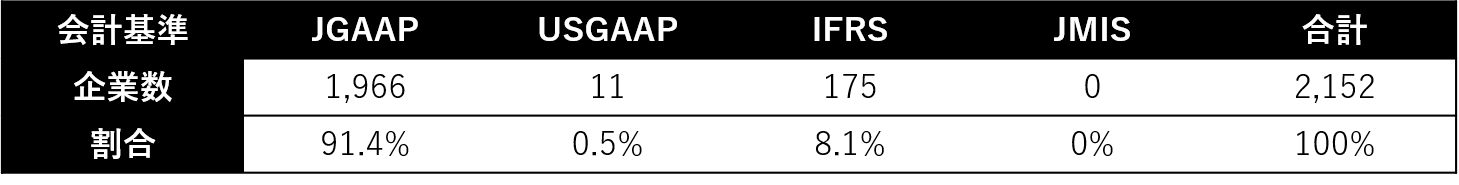 会計基準 JGAAP USGAAP IFRS JMIS 合計
企業数 1,966 11 175 0 2,152
割合 91.4% 0.5% 8.1% 0% 100%